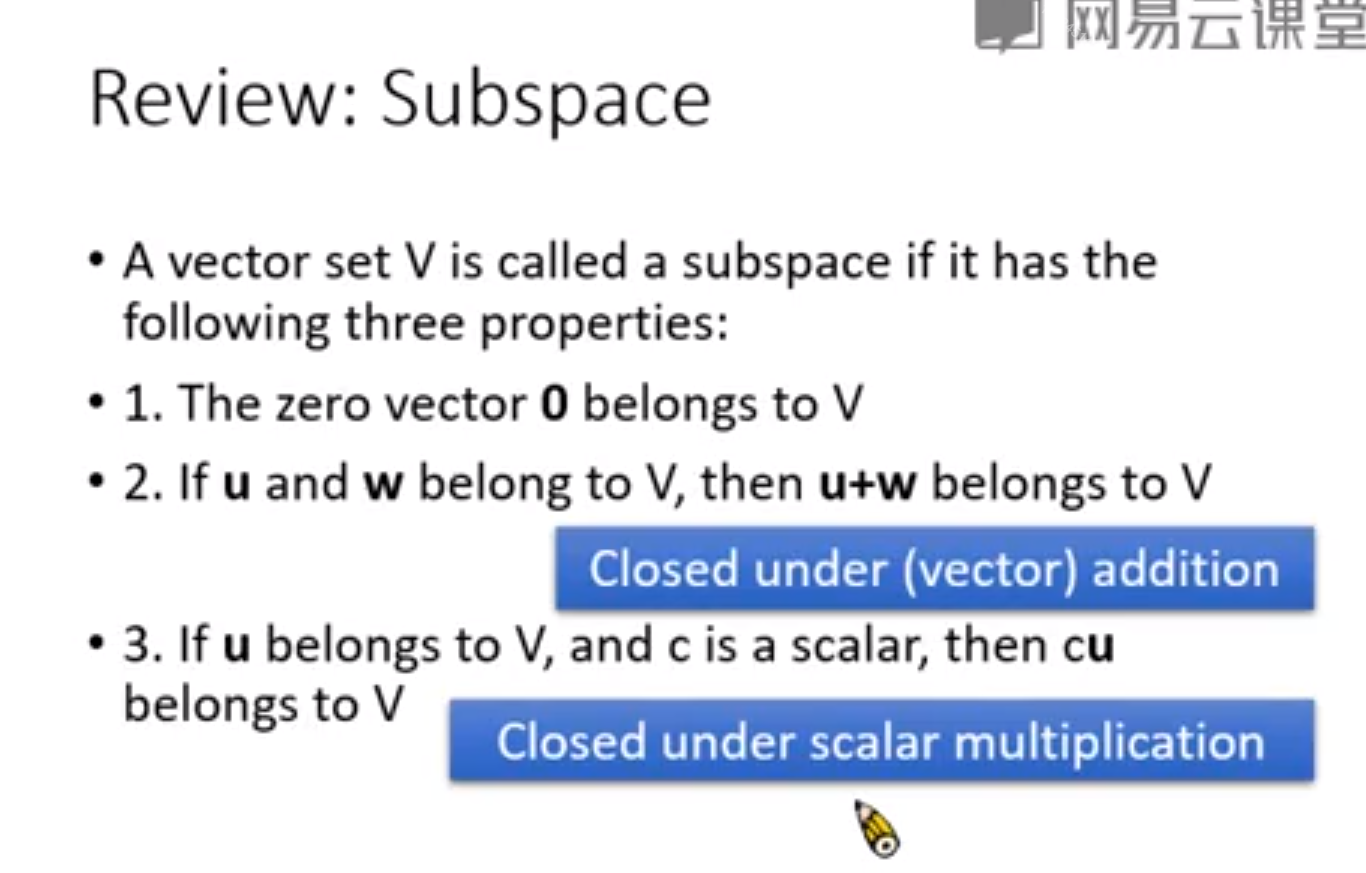 网易云课堂
Review: Subspace
• A vector set V is called a subspace if it has the
following three properties:
• 1. The zero vector 0 belongs to V
• 2. If u and w belong to V, then u+w belongs to V
Closed under (vector) addition
• 3. If u belongs to V, and c is a scalar, then cu
belongs to V
Closed under scalar multiplication